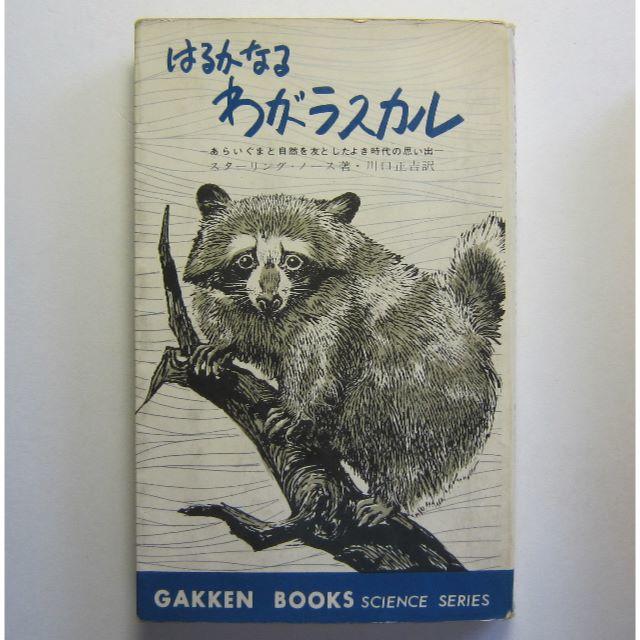 はるかなる
わがラスカル
―あらいぐまと自然を友としたよき時代の思い出―
スターリング・ノース著・川口正吉訳
GAKKEN BOOKS SCIENCE SERIES